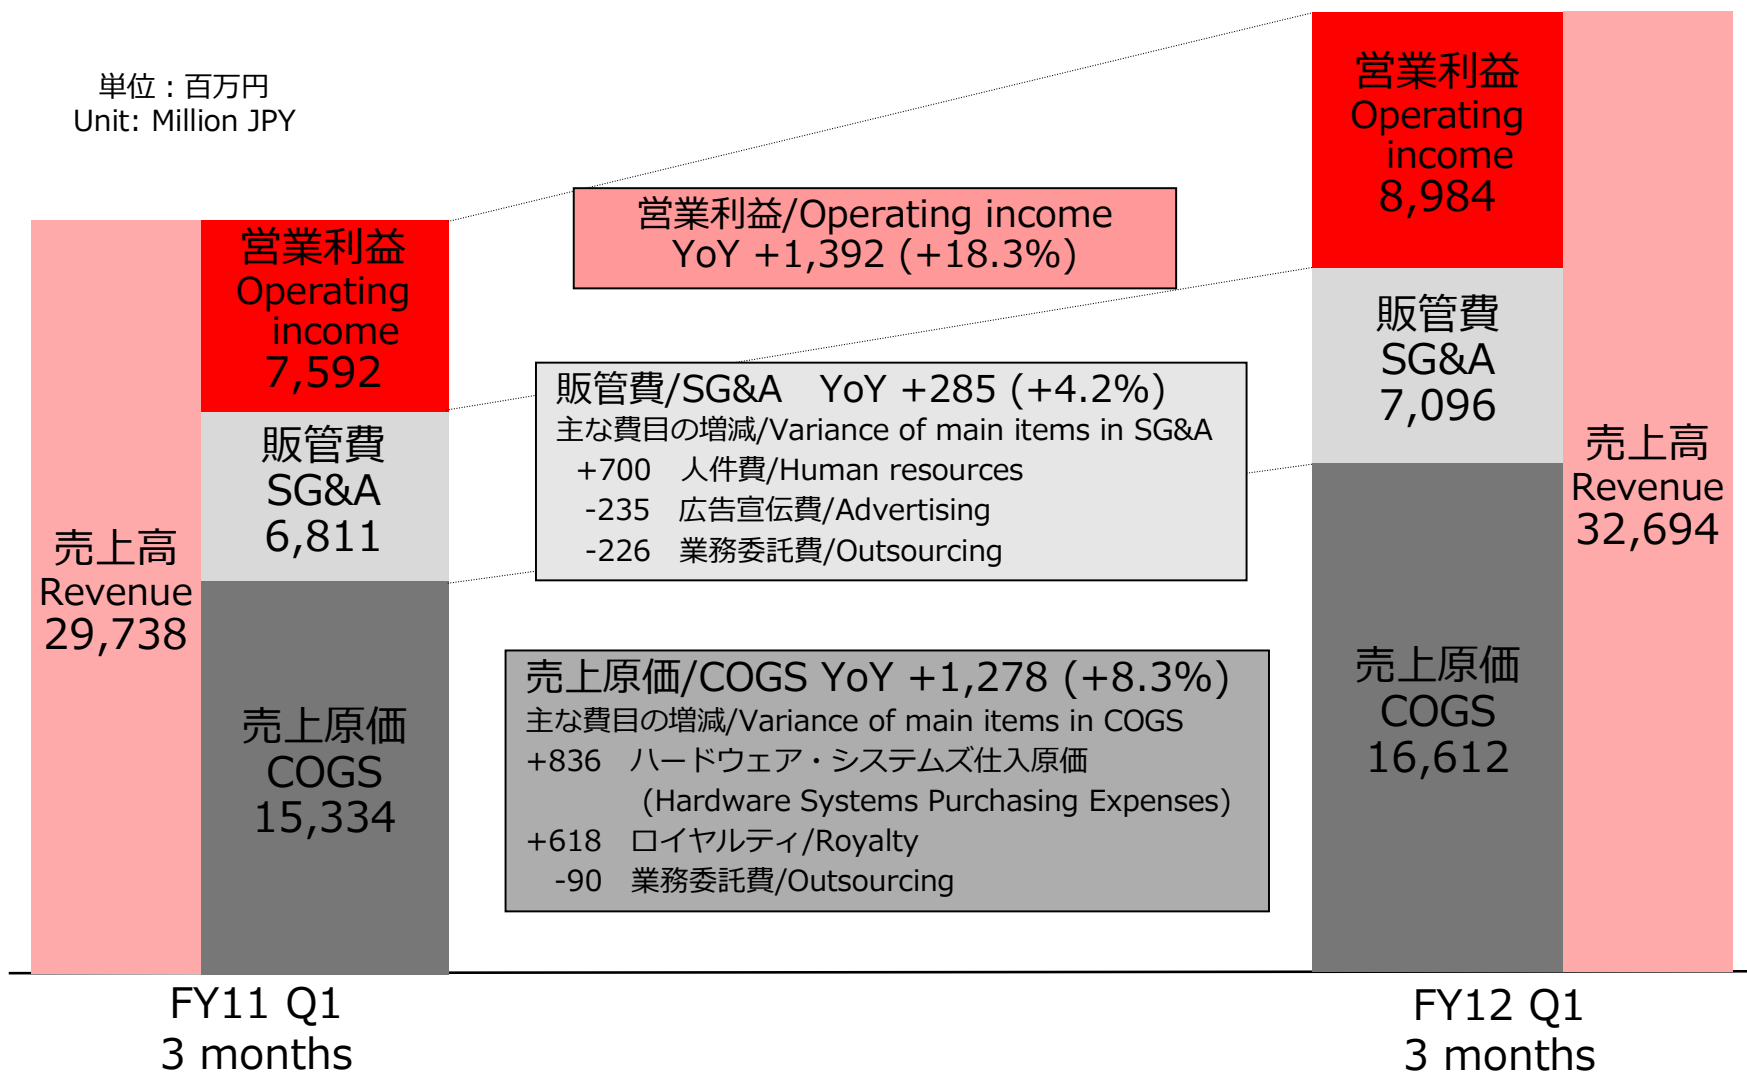 単位：百万円
Unit: Million JPY
売上高
Revenue
29,738
営業利益
Operating
income
7,592
販管費
SG&A
6,811
売上原価
COGS
15,334
営業利益/Operating income
YoY +1,392 (+18.3%)
販管費/SG&A YoY +285 (+4.2%)
主な費目の増減/Variance of main items in SG&A
+700 人件費/Human resources
-235 広告宣伝費/Advertising
-226 業務委託費/Outsourcing
売上原価/COGS YoY +1,278 (+8.3%)
主な費目の増減/Variance of main items in COGS
+836 ハードウェア・システムズ仕入原価
(Hardware Systems Purchasing Expenses)
+618 ロイヤルティ/Royalty
-90 業務委託費/Outsourcing
営業利益
Operating
income
8,984
販管費
SG&A
7,096
売上原価
COGS
16,612
売上高
Revenue
32,694
FY11 Q1
3 months
FY12 Q1
3 months